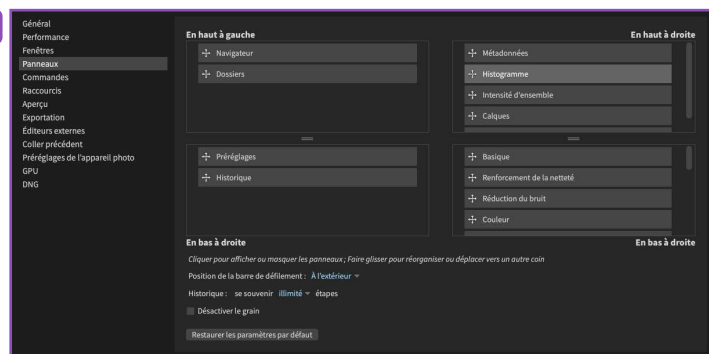 Général
Performance
Fenêtres
Panneaux
Commandes
Raccourcis
Aperçu
Exportation
Éditeurs externes
Coller précédent
Préréglages de l'appareil photo
GPU
DNG
En haut à gauche
En haut à droite
Navigateur
Dossiers
Métadonnées
Histogramme
Intensité d'ensemble
Calques
Préréglages
Historique
Basique
Renforcement de la netteté
Réduction du bruit
Couleur
En bas à droite
En bas à droite
Cliquer pour afficher ou masquer les panneaux ; Faire glisser pour réorganiser ou déplacer vers un autre coin
Position de la barre de défilement : À l'extérieur
Historique : se souvenir illimité étapes
Désactiver le grain
Restaurer les paramètres par défaut